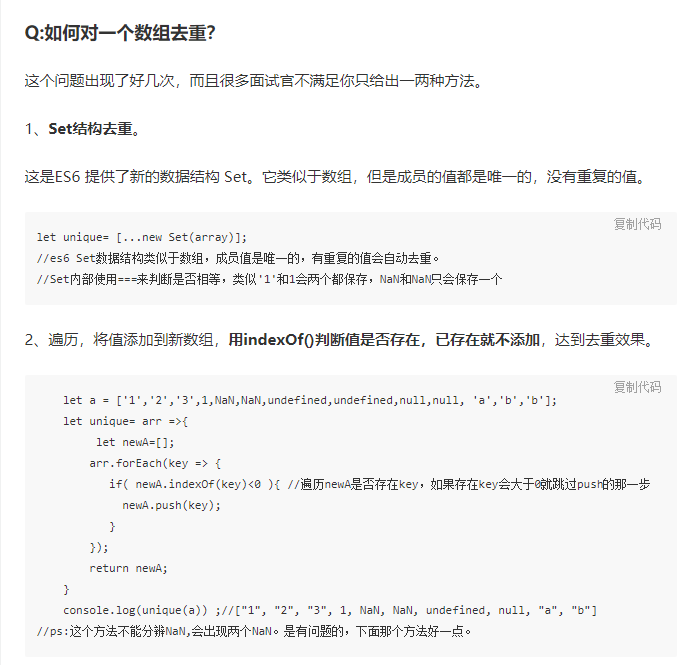 Q:如何对一个数组去重？
这个问题出现了好几次，而且很多面试官不满足你只给出一两种方法。
1、Set结构去重。
这是ES6 提供了新的数据结构 Set。它类似于数组，但是成员的值都是唯一的，没有重复的值。
复制代码
let unique= [...new Set(array)];
//es6 Set数据结构类似于数组，成员值是唯一的，有重复的值会自动去重。
//Set内部使用===来判断是否相等，类似'1'和1会两个都保存，NaN和NaN只会保存一个
2、遍历，将值添加到新数组，用indexOf()判断值是否存在，已存在就不添加，达到去重效果。
复制代码
let a = ['1','2','3',1,NaN,NaN,undefined,undefined,null,null, 'a','b','b'];
let unique= arr =>{
let newA=[];
arr.forEach(key => {
if( newA.indexOf(key)<0 ){ //遍历newA是否存在key，如果存在key会大于0就跳过push的那一步
newA.push(key);
}
});
return newA;
}
console.log(unique(a)) ;//["1", "2", "3", 1, NaN, NaN, undefined, null, "a", "b"]
//ps:这个方法不能分辨NaN,会出现两个NaN。是有问题的，下面那个方法好一点。